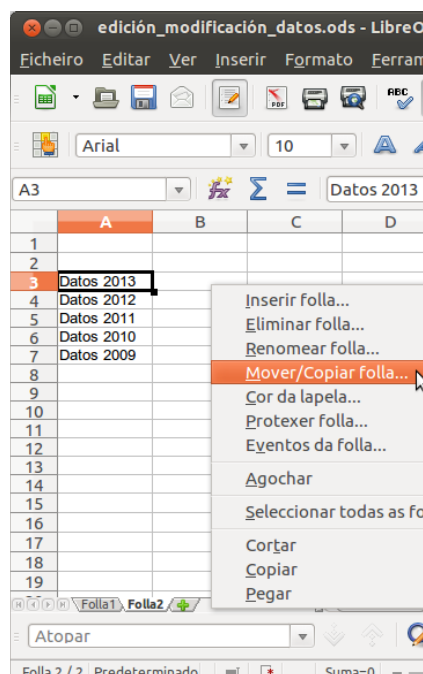 edición_modificación_datos.ods - LibreO
Ficheiro Editar Ver Inserir Formato Ferram
PDF ABC
Arial 10
A3 fx Σ = Datos 2013
A B C D
1
2
3 Datos 2013
4 Datos 2012
5 Datos 2011
6 Datos 2010
7 Datos 2009
8
9
10
11
12
13
14
15
16
17
18
19
Inserir folla...
Eliminar folla...
Renomear folla...
Mover/Copiar folla...
Cor da lapela...
Protexer folla...
Eventos da folla...
Agochar
Seleccionar todas as fo
Cortar
Copiar
Pegar
Folla1 Folla2
Atopar
Folla 2 / 2 Predeterminado Suma=0